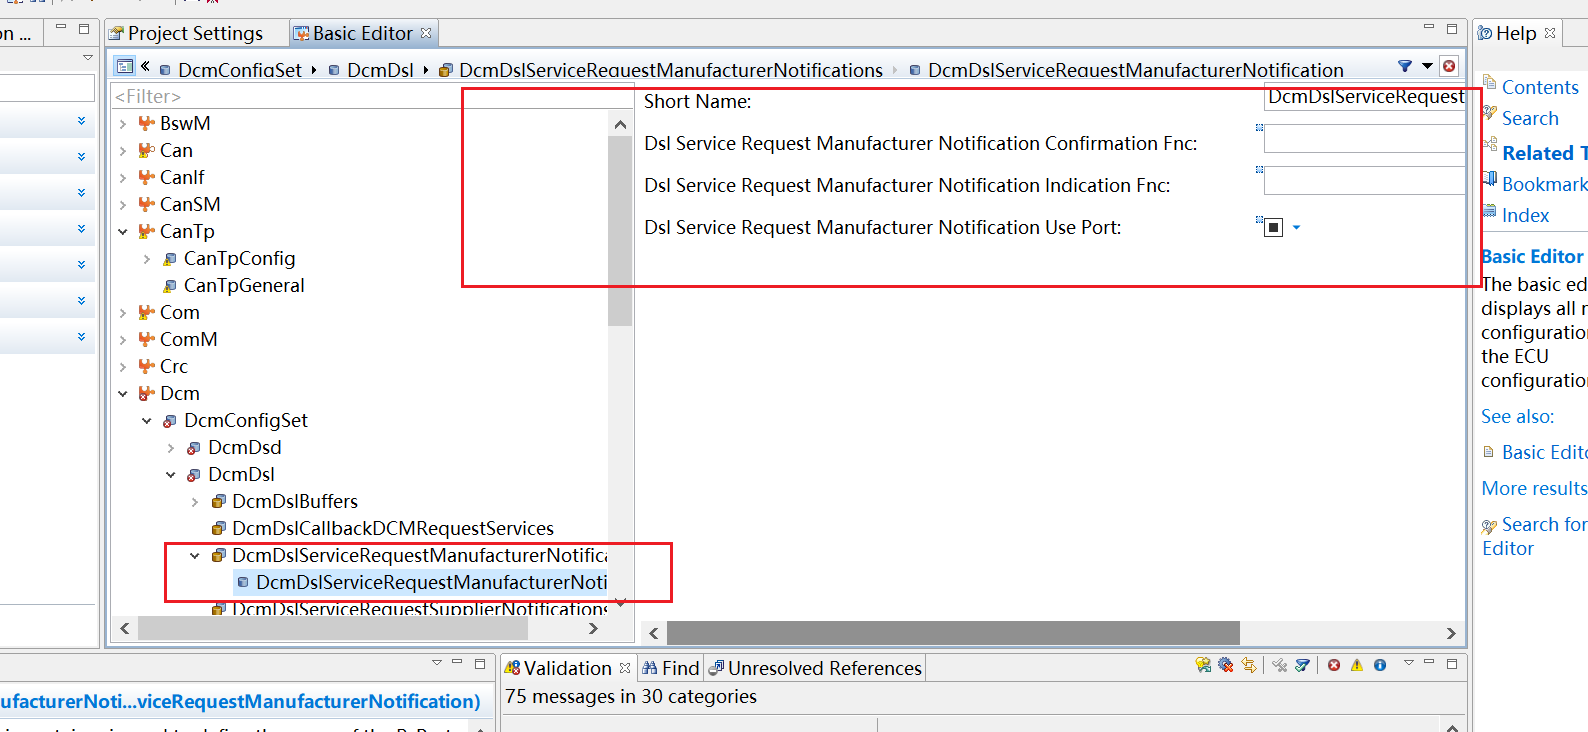 on ...
Project Settings
Basic Editor
Help
« DcmConfigSet DcmDsl DcmDslServiceRequestManufacturerNotifications DcmDslServiceRequestManufacturerNotification
<Filter>
BswM
Can
CanIf
CanSM
CanTp
CanTpConfig
CanTpGeneral
Com
ComM
Crc
Dcm
DcmConfigSet
DcmDsd
DcmDsl
DcmDslBuffers
DcmDslCallbackDCMRequestServices
DcmDslServiceRequestManufacturerNotifica
DcmDslServiceRequestManufacturerNoti
DcmDslServiceRequestSupplierNotifications
Short Name:
DcmDslServiceRequest
Dsl Service Request Manufacturer Notification Confirmation Fnc:
Dsl Service Request Manufacturer Notification Indication Fnc:
Dsl Service Request Manufacturer Notification Use Port:
Contents
Search
Related T
Bookmark
Index
Basic Editor
The basic ed
displays all
configuration
the ECU
configuration
See also:
Basic Edito
More results
Search for
Editor
ufacturerNoti...viceRequestManufacturerNotification)
Validation
Find
Unresolved References
75 messages in 30 categories